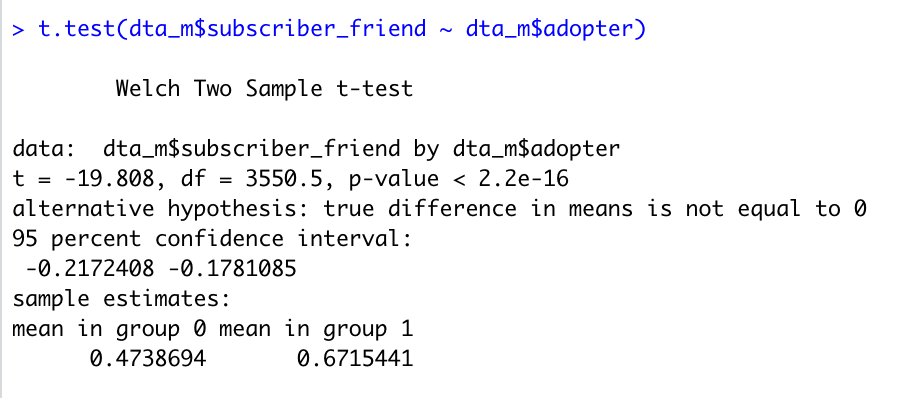 > t.test(dta_m$subscriber_friend ~ dta_m$adopter)
Welch Two Sample t-test
data:  dta_m$subscriber_friend by dta_m$adopter
t = -19.808, df = 3550.5, p-value < 2.2e-16
alternative hypothesis: true difference in means is not equal to 0
95 percent confidence interval:
 -0.2172408 -0.1781085
sample estimates:
mean in group 0 mean in group 1
      0.4738694       0.6715441